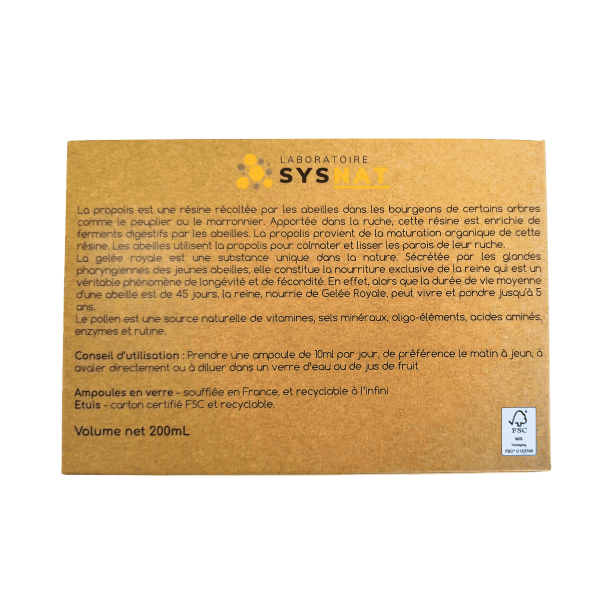 LABORATOIRE
SYSNAT
La propolis est une résine récoltée par les abeilles dans les bourgeons de certains arbres
comme le peuplier ou le marronnier. Apportée dans la ruche, cette résine est enrichie de
ferments digestifs par les abeilles. La propolis provient de la maturation organique de cette
résine. Les abeilles utilisent la propolis pour colmater et lisser les parois de leur ruche.
La gelée royale est une substance unique dans la nature. Sécrétée par les glandes
pharyngiennes des jeunes abeilles, elle constitue la nourriture exclusive de la reine qui est un
véritable phénomène de longévité et de fécondité. En effet, alors que la durée de vie moyenne
d'une abeille est de 45 jours, la reine, nourrie de Gelée Royale, peut vivre et pondre jusqu'à 5
ans.
Le pollen est une source naturelle de vitamines, sels minéraux, oligo-éléments, acides aminés,
enzymes et rutine.
Conseil d'utilisation : Prendre une ampoule de 10ml par jour, de préférence le matin à jeun, à
avaler directement ou à diluer dans un verre d'eau ou de jus de fruit
Ampoules en verre – soufflée en France, et recyclable à l'infini
Etuis - carton certifié FSC et recyclable.
Volume net 200mL
FSC
MIX
Packaging